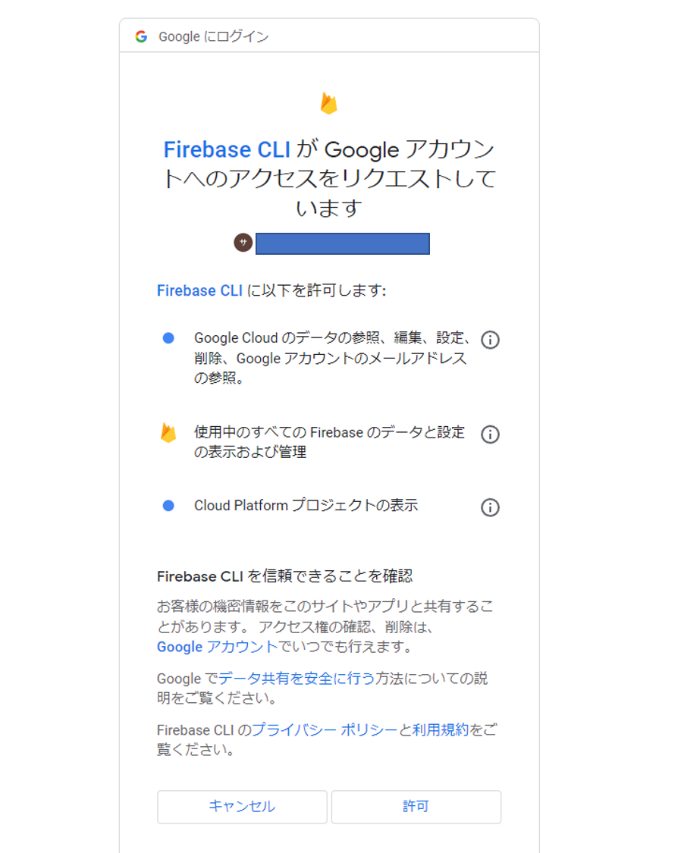 Google にログイン
Firebase CLI が Google アカウン
トへのアクセスをリクエストして
います
サ
Firebase CLI に以下を許可します:
Google Cloud のデータの参照、編集、設定、
削除、Google アカウントのメールアドレス
の参照。
使用中のすべての Firebase のデータと設定
の表示および管理
Cloud Platform プロジェクトの表示
Firebase CLI を信頼できることを確認
お客様の機密情報をこのサイトやアプリと共有するこ
とがあります。 アクセス権の確認、削除は、
Google アカウントでいつでも行えます。
Google でデータ共有を安全に行う方法についての説
明をご覧ください。
Firebase CLI のプライバシー ポリシーと利用規約をご
覧ください。
キャンセル
許可